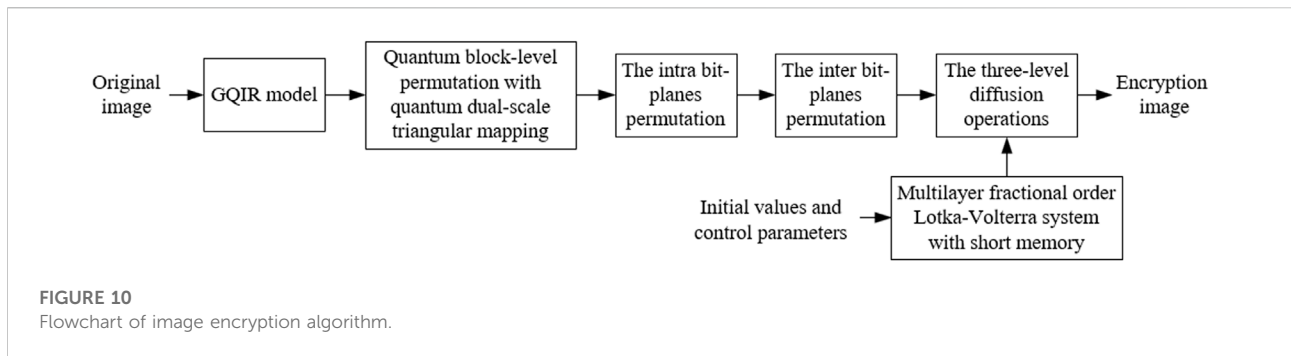 Original
image
GQIR model
Quantum block-level
permutation with
quantum dual-scale
triangular mapping
The intra bit-
planes
permutation
The inter bit-
planes
permutation
The three-level
diffusion
operations
Encryption
image
Initial values and
control parameters
Multilayer fractional order
Lotka-Volterra system
with short memory
FIGURE 10
Flowchart of image encryption algorithm.